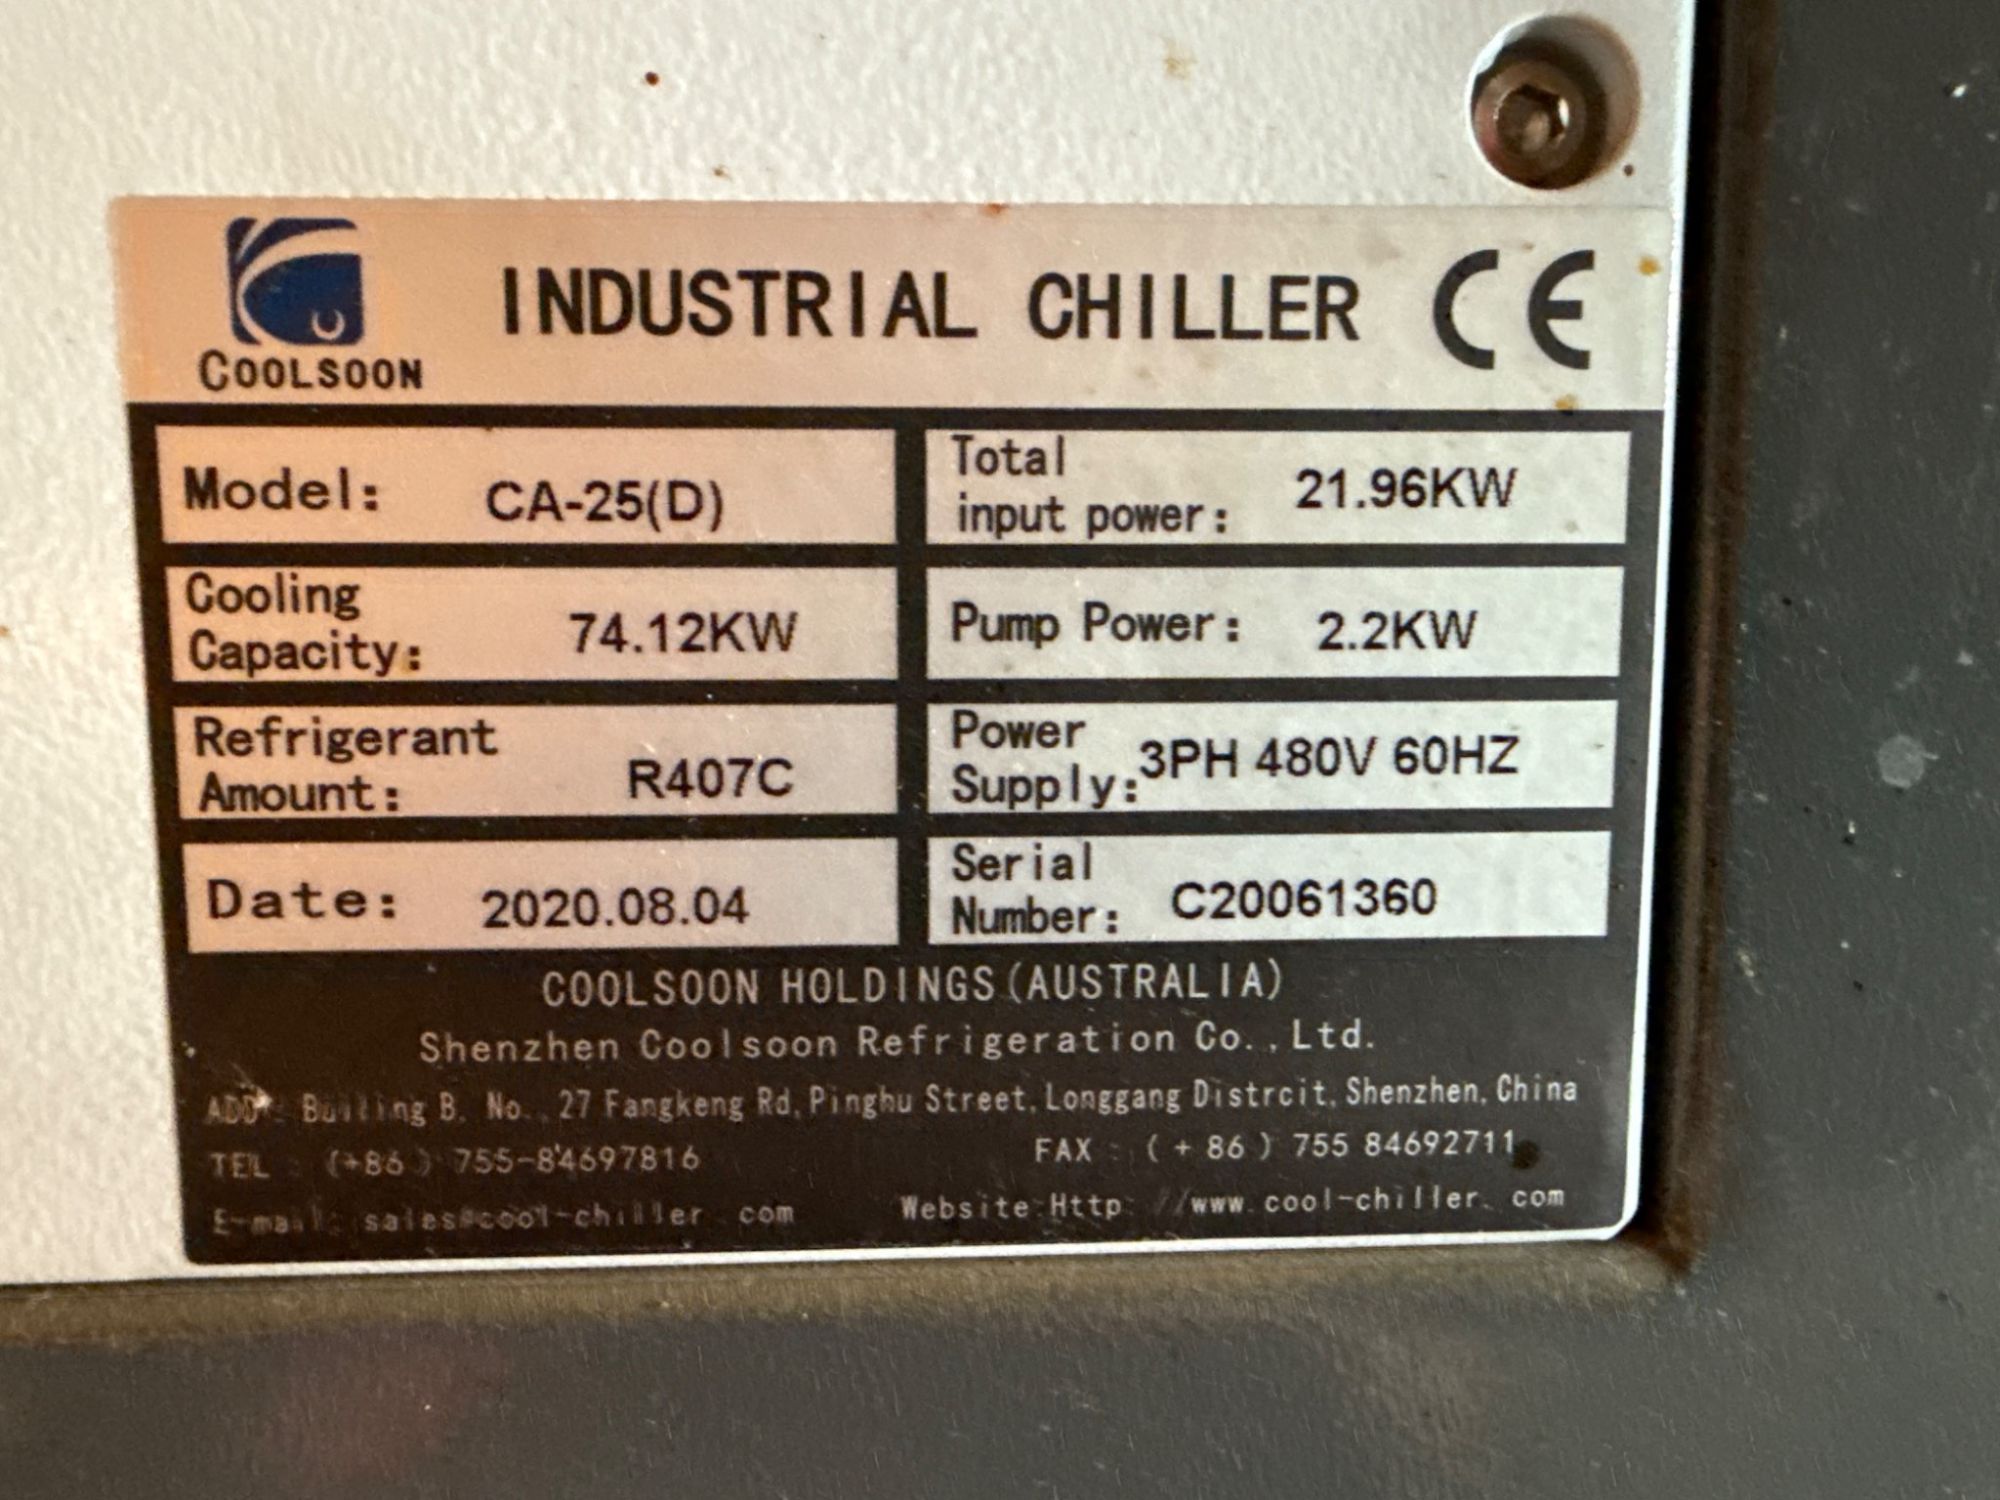 COOLSOON
INDUSTRIAL CHILLER CE
Model: CA-25(D)
Total
input power: 21.96KW
Cooling
Capacity: 74.12KW
Pump Power: 2.2KW
Refrigerant
Amount: R407C
Power
Supply: 3PH 480V 60HZ
Date: 2020.08.04
Serial
Number: C20061360
COOLSOON HOLDINGS(AUSTRALIA)
Shenzhen Coolsoon Refrigeration Co.,Ltd.
ADD: Builing B, No. 27 Fangkeng Rd, Pinghu Street, Longgang Distrcit, Shenzhen, China
TEL: (+86) 755-84697816 FAX: (+86) 755 84692711
E-mail: sales@cool-chiller.com Website:Http://www.cool-chiller.com